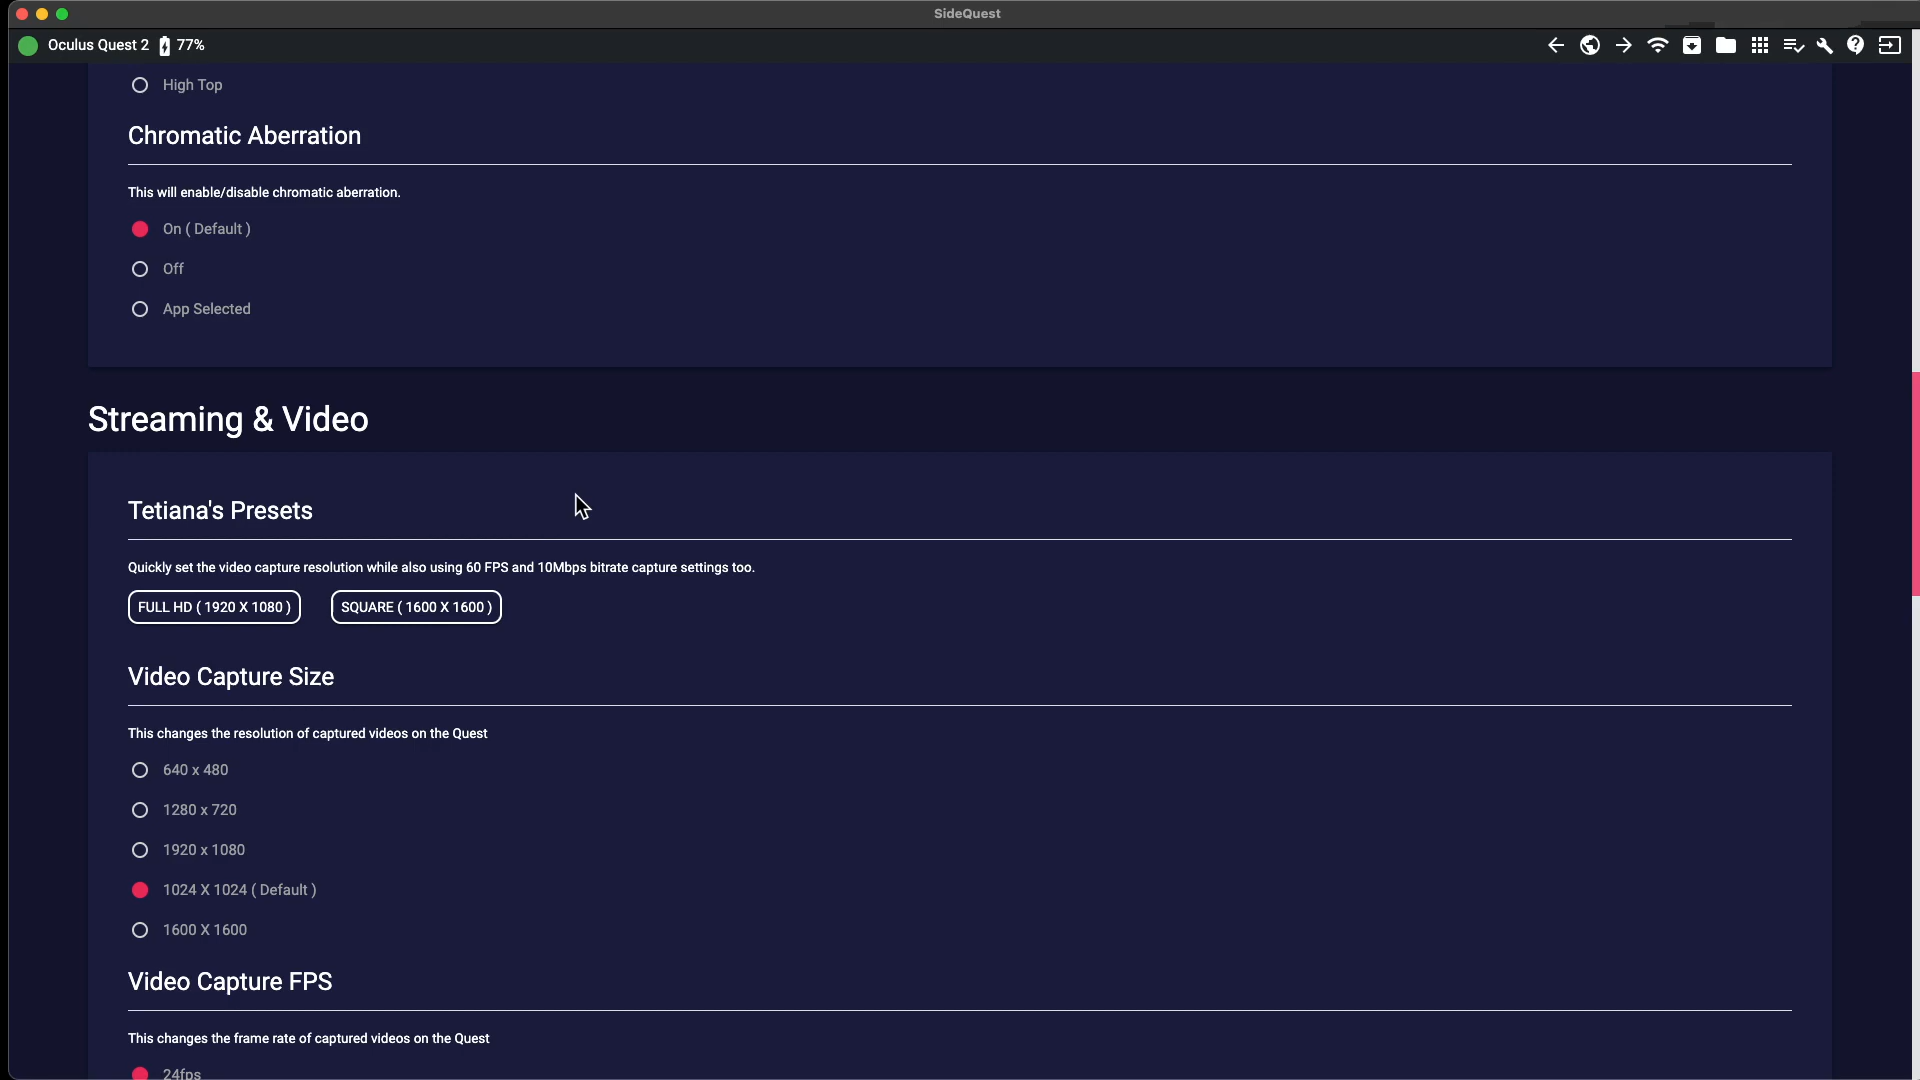 SideQuest
Oculus Quest 2 77%
High Top
Chromatic Aberration
This will enable/disable chromatic aberration.
On ( Default )
Off
App Selected
Streaming & Video
Tetiana's Presets
Quickly set the video capture resolution while also using 60 FPS and 10Mbps bitrate capture settings too.
FULL HD ( 1920 X 1080 ) SQUARE ( 1600 X 1600 )
Video Capture Size
This changes the resolution of captured videos on the Quest
640 x 480
1280 x 720
1920 x 1080
1024 X 1024 ( Default )
1600 X 1600
Video Capture FPS
This changes the frame rate of captured videos on the Quest
24fps